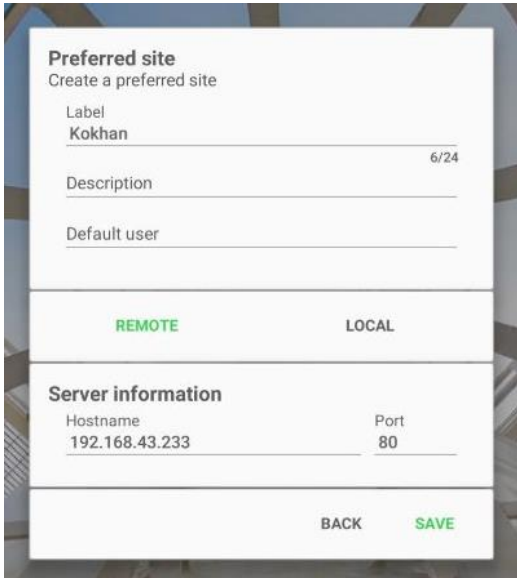 Preferred site
Create a preferred site
Label
Kokhan
6/24
Description
Default user
REMOTE LOCAL
Server information
Hostname Port
192.168.43.233 80
BACK SAVE